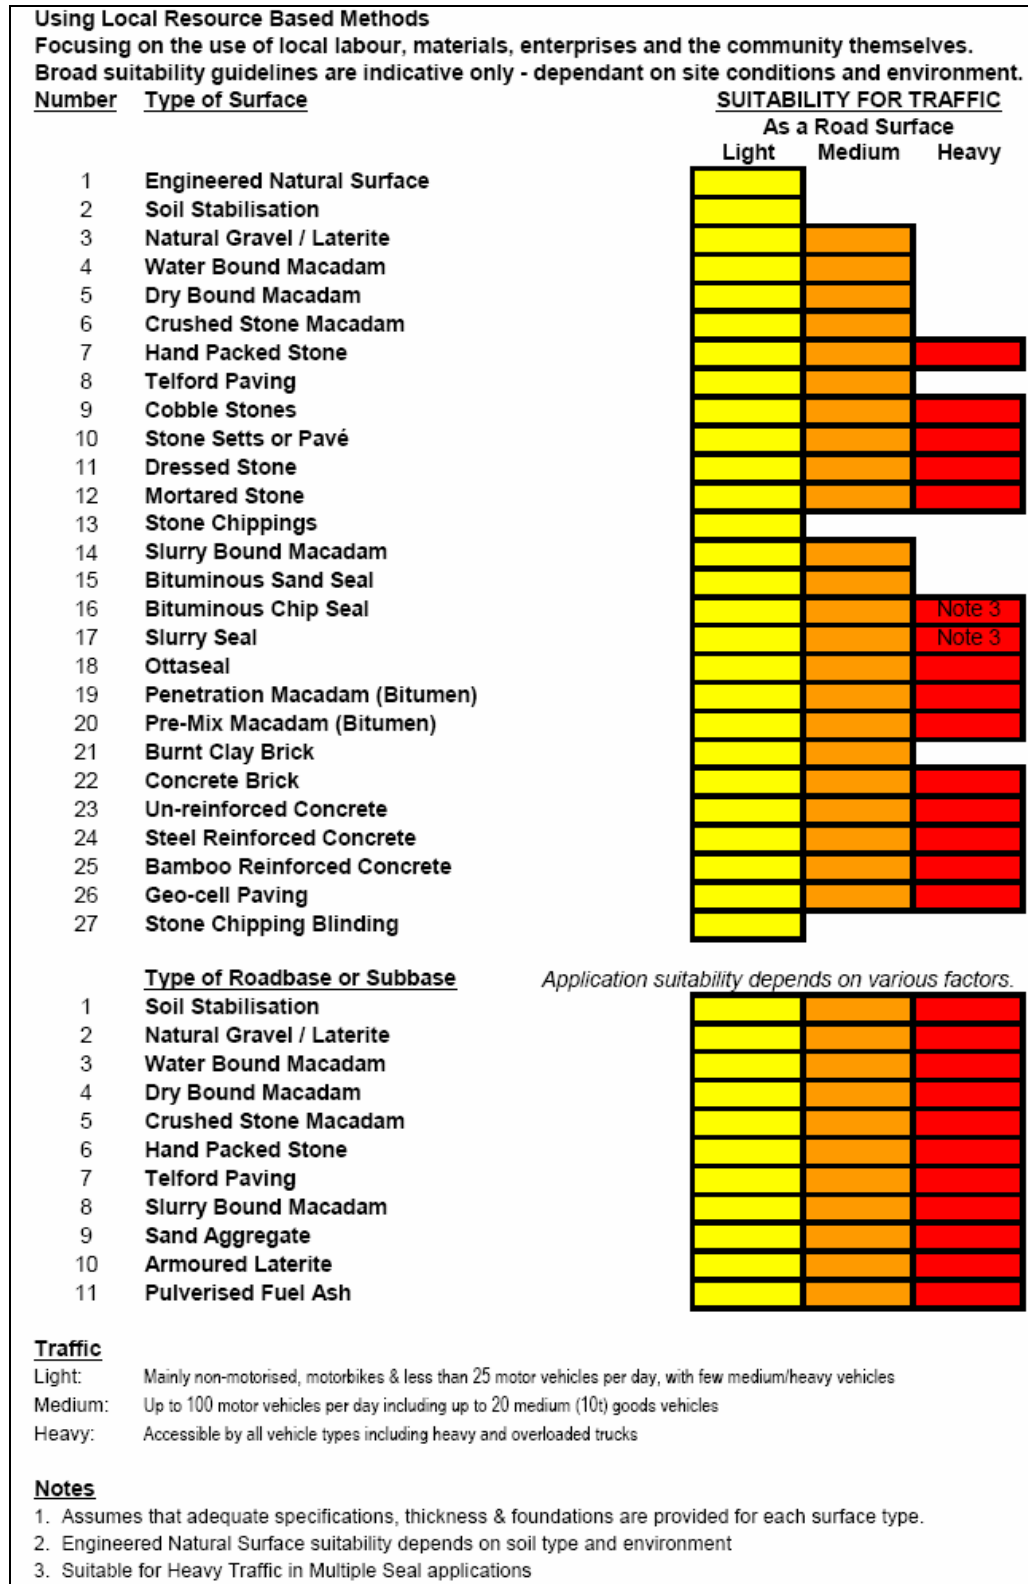 Using Local Resource Based Methods
Focusing on the use of local labour, materials, enterprises and the community themselves.
Broad suitability guidelines are indicative only - dependant on site conditions and environment.
Number Type of Surface SUITABILITY FOR TRAFFIC
As a Road Surface
Light Medium Heavy
1 Engineered Natural Surface
2 Soil Stabilisation
3 Natural Gravel / Laterite
4 Water Bound Macadam
5 Dry Bound Macadam
6 Crushed Stone Macadam
7 Hand Packed Stone
8 Telford Paving
9 Cobble Stones
10 Stone Setts or Pavé
11 Dressed Stone
12 Mortared Stone
13 Stone Chippings
14 Slurry Bound Macadam
15 Bituminous Sand Seal
16 Bituminous Chip Seal Note 3
17 Slurry Seal Note 3
18 Ottaseal
19 Penetration Macadam (Bitumen)
20 Pre-Mix Macadam (Bitumen)
21 Burnt Clay Brick
22 Concrete Brick
23 Un-reinforced Concrete
24 Steel Reinforced Concrete
25 Bamboo Reinforced Concrete
26 Geo-cell Paving
27 Stone Chipping Blinding
Type of Roadbase or Subbase Application suitability depends on various factors.
1 Soil Stabilisation
2 Natural Gravel / Laterite
3 Water Bound Macadam
4 Dry Bound Macadam
5 Crushed Stone Macadam
6 Hand Packed Stone
7 Telford Paving
8 Slurry Bound Macadam
9 Sand Aggregate
10 Armoured Laterite
11 Pulverised Fuel Ash
Traffic
Light: Mainly non-motorised, motorbikes & less than 25 motor vehicles per day, with few medium/heavy vehicles
Medium: Up to 100 motor vehicles per day including up to 20 medium (10t) goods vehicles
Heavy: Accessible by all vehicle types including heavy and overloaded trucks
Notes
1. Assumes that adequate specifications, thickness & foundations are provided for each surface type.
2. Engineered Natural Surface suitability depends on soil type and environment
3. Suitable for Heavy Traffic in Multiple Seal applications